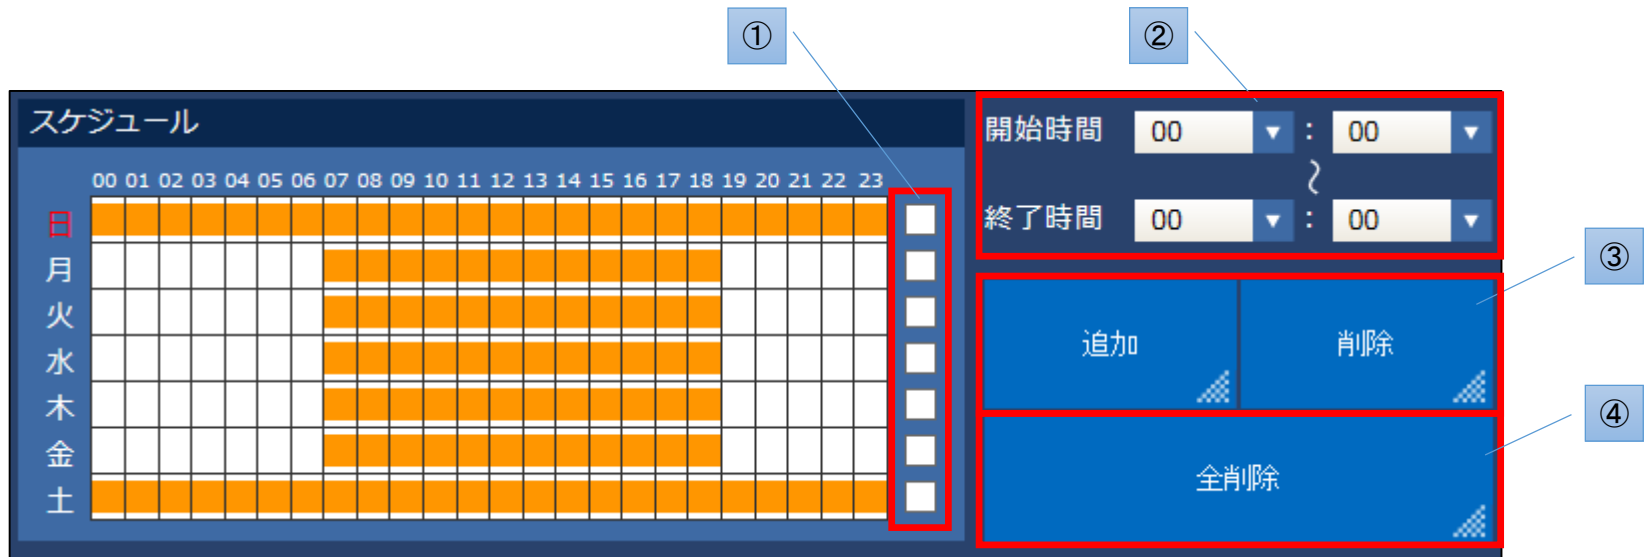 ① ②
スケジュール
00 01 02 03 04 05 06 07 08 09 10 11 12 13 14 15 16 17 18 19 20 21 22 23
日
月
火
水
木
金
土
開始時間 00 : 00
~
終了時間 00 : 00
③
追加 削除
④
全削除